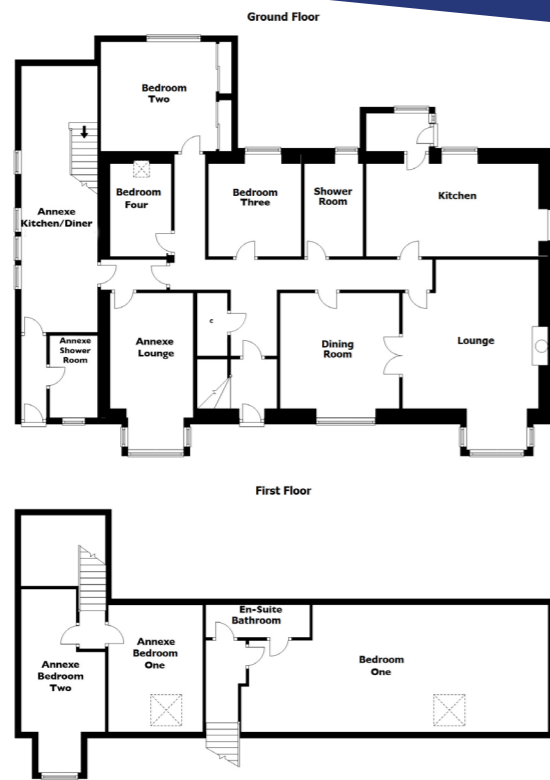 Ground Floor
Bedroom
Two
Bedroom
Four
Bedroom
Three
Shower
Room
Kitchen
Annexe
Kitchen/Diner
Annexe
Shower
Room
Annexe
Lounge
c
Dining
Room
Lounge
First Floor
En-Suite
Bathroom
Annexe
Bedroom
One
Annexe
Bedroom
Two
Bedroom
One